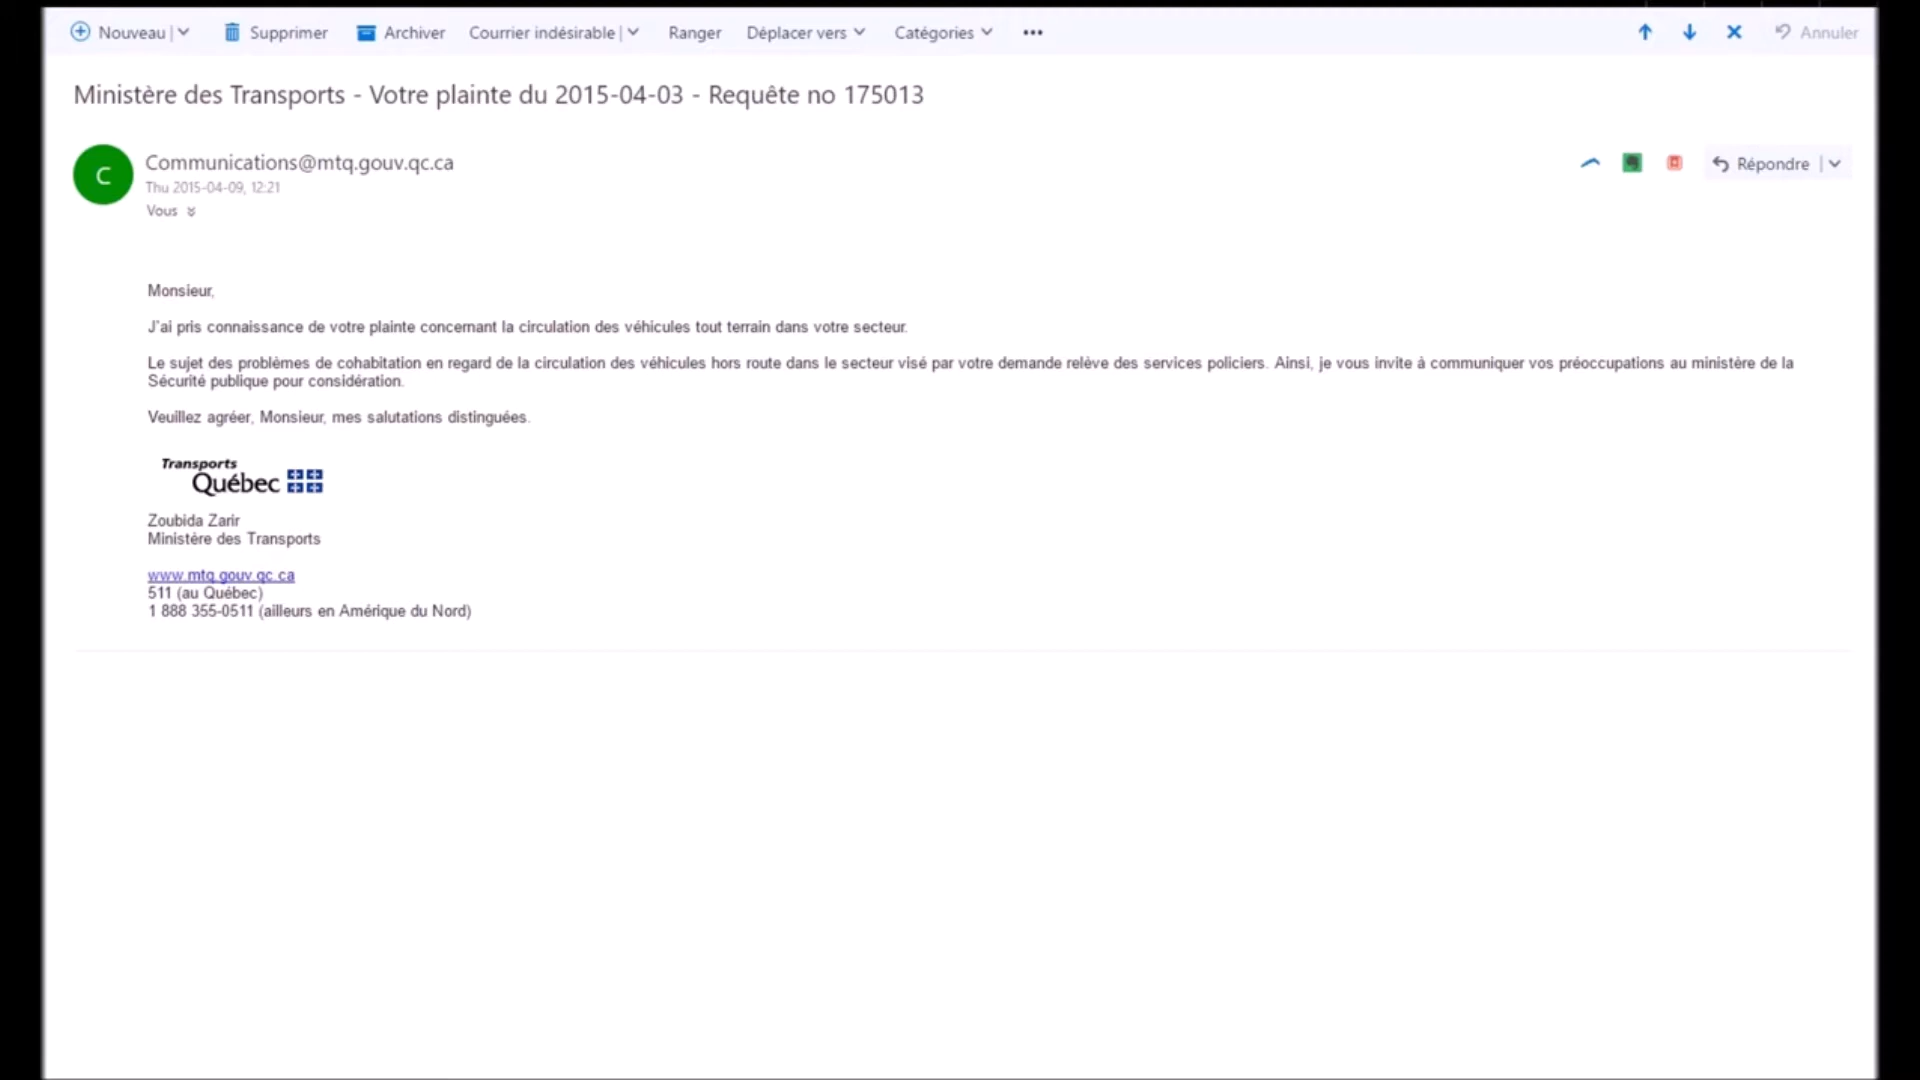 Nouveau | Supprimer Archiver Courrier indésirable | Ranger Déplacer vers Catégories ••• Annuler
Ministère des Transports - Votre plainte du 2015-04-03 - Requête no 175013
C
Communications@mtq.gouv.qc.ca
Thu 2015-04-09, 12:21
Vous
Répondre |
Monsieur,
J'ai pris connaissance de votre plainte concernant la circulation des véhicules tout terrain dans votre secteur.
Le sujet des problèmes de cohabitation en regard de la circulation des véhicules hors route dans le secteur visé par votre demande relève des services policiers. Ainsi, je vous invite à communiquer vos préoccupations au ministère de la
Sécurité publique pour considération.
Veuillez agréer, Monsieur, mes salutations distinguées.
Transports
Québec
Zoubida Zarir
Ministère des Transports
www.mtq.gouv.qc.ca
511 (au Québec)
1 888 355-0511 (ailleurs en Amérique du Nord)